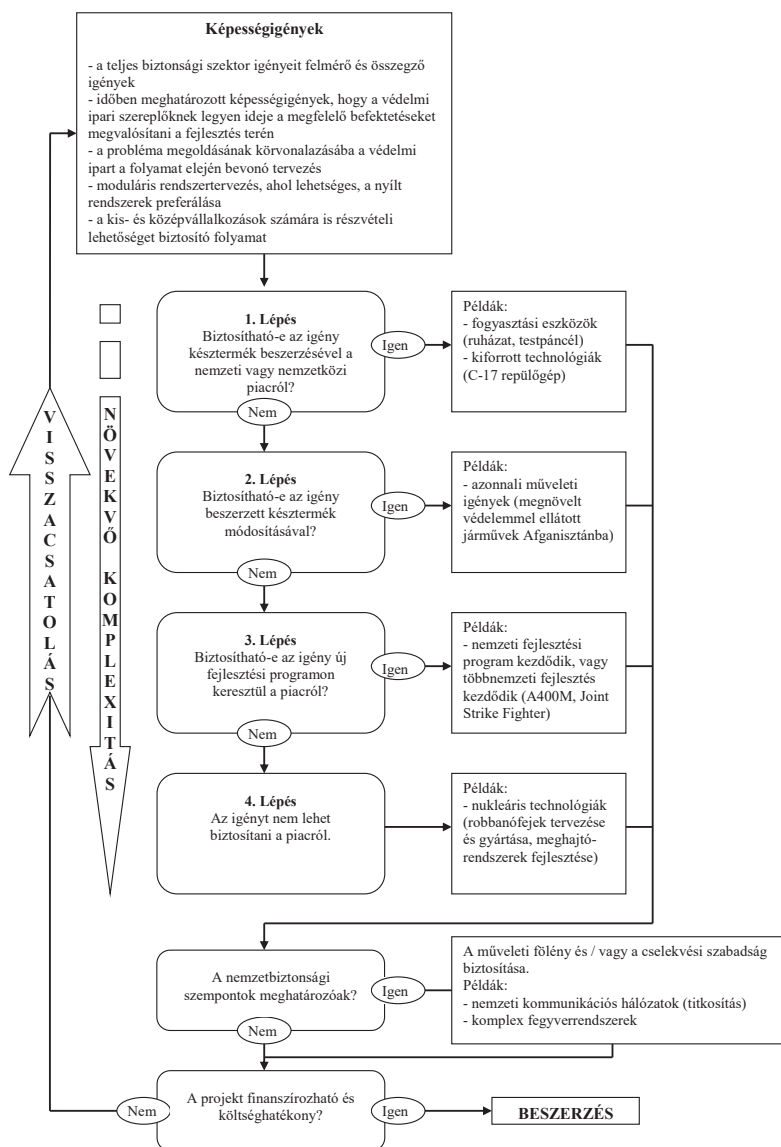 Képességigények
- a teljes biztonsági szektor igényeit felmérő és összegző
igények
- időben meghatározott képességigények, hogy a védelmi
ipari szereplőknek legyen ideje a megfelelő befektetéseket
megvalósítani a fejlesztés terén
- a probléma megoldásának körvonalazásába a védelmi
ipart a folyamat elején bevonó tervezés
- moduláris rendszertervezés, ahol lehetséges, a nyílt
rendszerek preferálása
- a kis- és középvállalkozások számára is részvételi
lehetőséget biztosító folyamat
VISSZACSATOLÁS
NÖVEKVŐ KOMPLEXITÁS
1. Lépés
Biztosítható-e az igény
késztermék beszerzésével a
nemzeti vagy nemzetközi
piacról?
Igen
Példák:
- fogyasztási eszközök
(ruházat, testpáncél)
- kiforrott technológiák
(C-17 repülőgép)
Nem
2. Lépés
Biztosítható-e az igény
beszerzett késztermék
módosításával?
Igen
Példák:
- azonnali műveleti
igények (megnövelt
védelemmel ellátott
járművek Afganisztánba)
Nem
3. Lépés
Biztosítható-e az igény új
fejlesztési programon
keresztül a piacról?
Igen
Példák:
- nemzeti fejlesztési
program kezdődik, vagy
többnemzeti fejlesztés
kezdődik (A400M, Joint
Strike Fighter)
Nem
4. Lépés
Az igényt nem lehet
biztosítani a piacról.
Példák:
- nukleáris technológiák
(robbanófejek tervezése
és gyártása, meghajtó-
rendszerek fejlesztése)
A nemzetbiztonsági
szempontok meghatározóak?
Igen
A műveleti fölény és / vagy a cselekvési szabadság
biztosítása.
Példák:
- nemzeti kommunikációs hálózatok (titkosítás)
- komplex fegyverrendszerek
Nem
Nem
A projekt finanszírozható és
költséghatékony?
Igen
BESZERZÉS